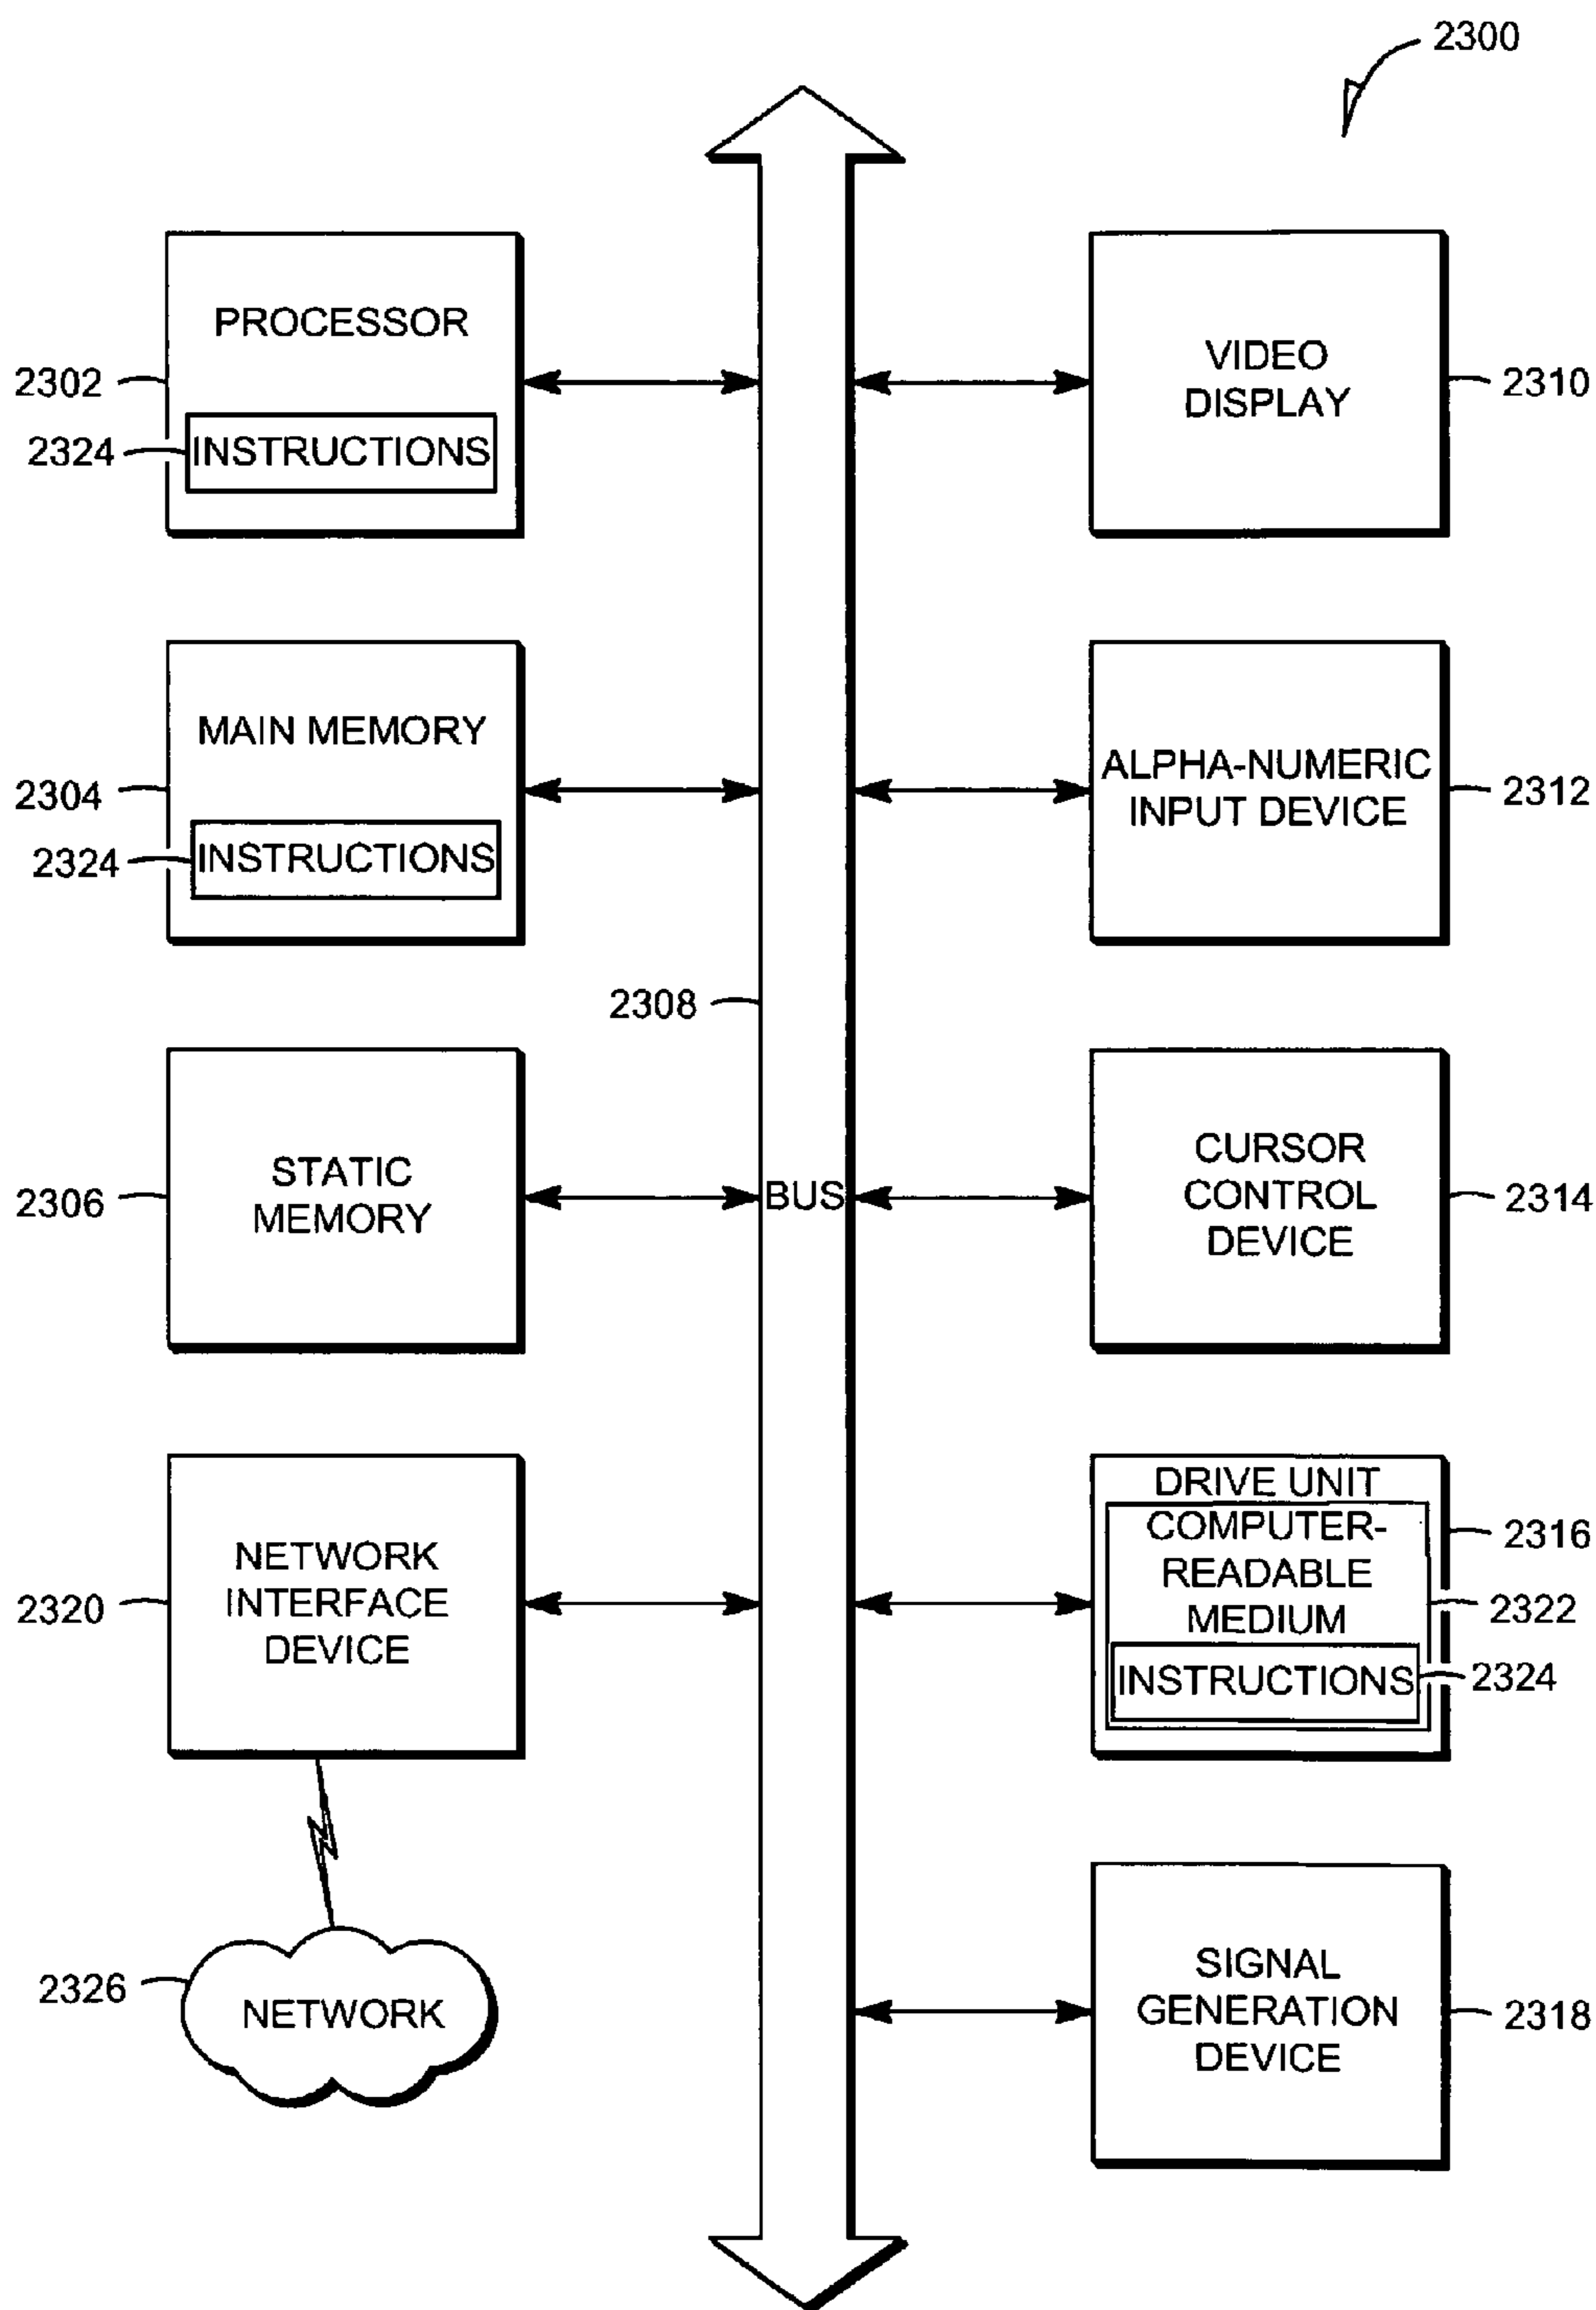 2300
PROCESSOR
2302
2324
INSTRUCTIONS
VIDEO
DISPLAY
2310
MAIN MEMORY
2304
2324
INSTRUCTIONS
ALPHA-NUMERIC
INPUT DEVICE
2312
2308
STATIC
MEMORY
2306
BUS
CURSOR
CONTROL
DEVICE
2314
NETWORK
INTERFACE
DEVICE
2320
DRIVE UNIT
COMPUTER-
READABLE
MEDIUM
INSTRUCTIONS
2316
2322
2324
2326
NETWORK
SIGNAL
GENERATION
DEVICE
2318